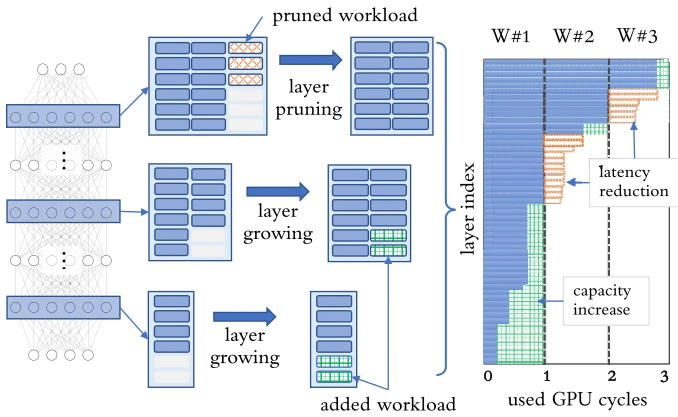 pruned workload
layer
pruning
layer
growing
layer
growing
added workload
W#1 W#2 W#3
layer index
latency
reduction
capacity
increase
0 1 2 3
used GPU cycles